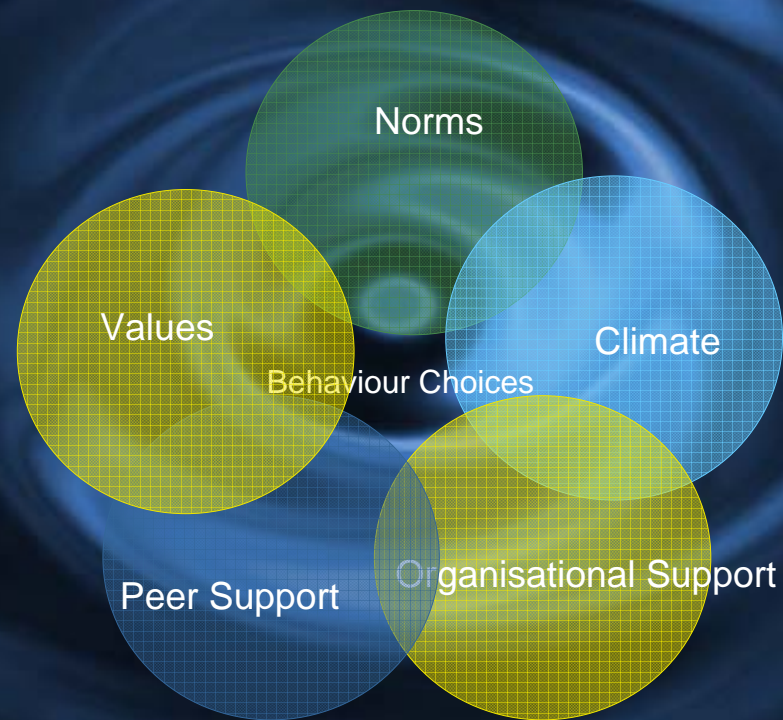 Norms
Values
Climate
Behaviour Choices
Organisational Support
Peer Support